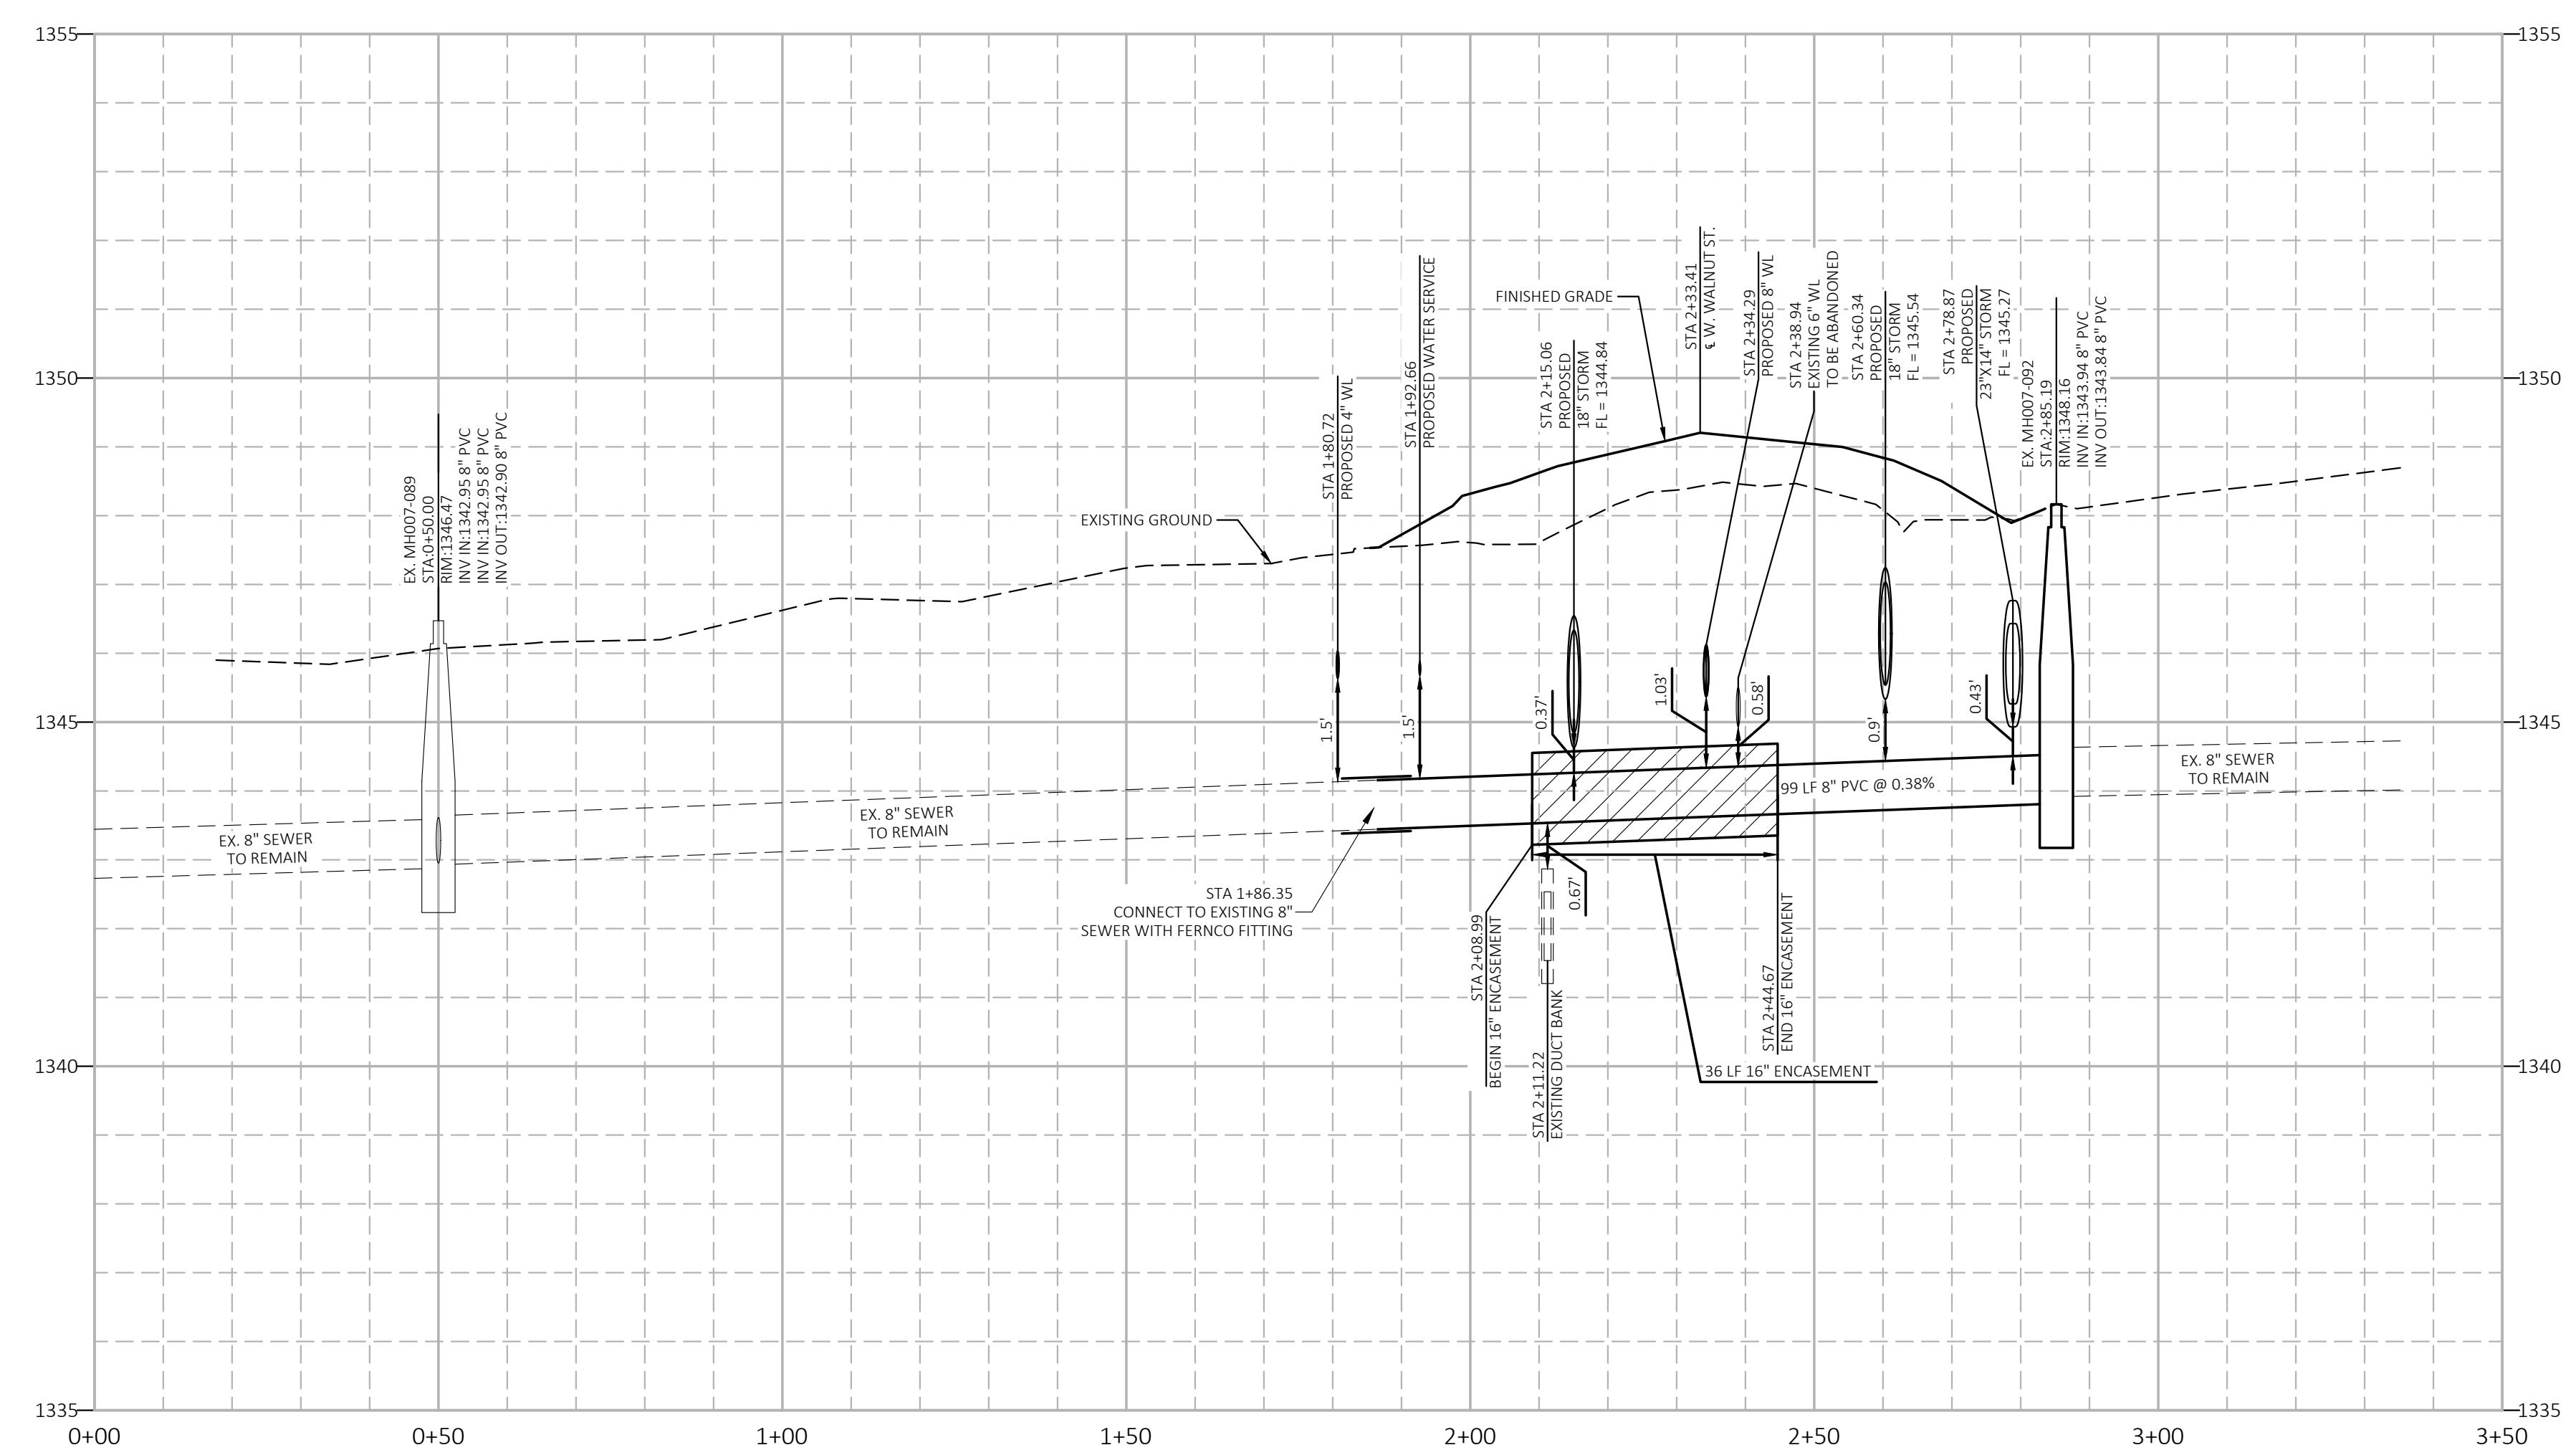 1355
1355
1350
1350
1345
1345
1340
1340
1335
1335
EX. MH007-089
STA:0+50.00
RIM:1346.47
INV IN:1342.95 8" PVC
INV IN:1342.95 8" PVC
INV OUT:1342.90 8" PVC
EXISTING GROUND
STA 1+80.72
PROPOSED 4" WL
STA 1+92.66
PROPOSED WATER SERVICE
FINISHED GRADE
STA 2+15.06
PROPOSED
18" STORM
FL = 1344.84
STA 2+33.41
℄ W. WALNUT ST.
STA 2+34.29
PROPOSED 8" WL
STA 2+38.94
EXISTING 6" WL
TO BE ABANDONED
STA 2+60.34
PROPOSED
18" STORM
FL = 1345.54
STA 2+78.87
PROPOSED
23"X14" STORM
FL = 1345.27
EX. MH007-092
STA:2+85.19
RIM:1348.16
INV IN:1343.94 8" PVC
INV OUT:1343.84 8" PVC
1.5'
1.5'
0.37'
1.03'
0.58'
0.9'
0.43'
0.67'
99 LF 8" PVC @ 0.38%
EX. 8" SEWER
TO REMAIN
EX. 8" SEWER
TO REMAIN
EX. 8" SEWER
TO REMAIN
STA 1+86.35
CONNECT TO EXISTING 8"
SEWER WITH FERNCO FITTING
STA 2+08.99
BEGIN 16" ENCASEMENT
STA 2+11.22
EXISTING DUCT BANK
STA 2+44.67
END 16" ENCASEMENT
36 LF 16" ENCASEMENT
0+00
0+50
1+00
1+50
2+00
2+50
3+00
3+50